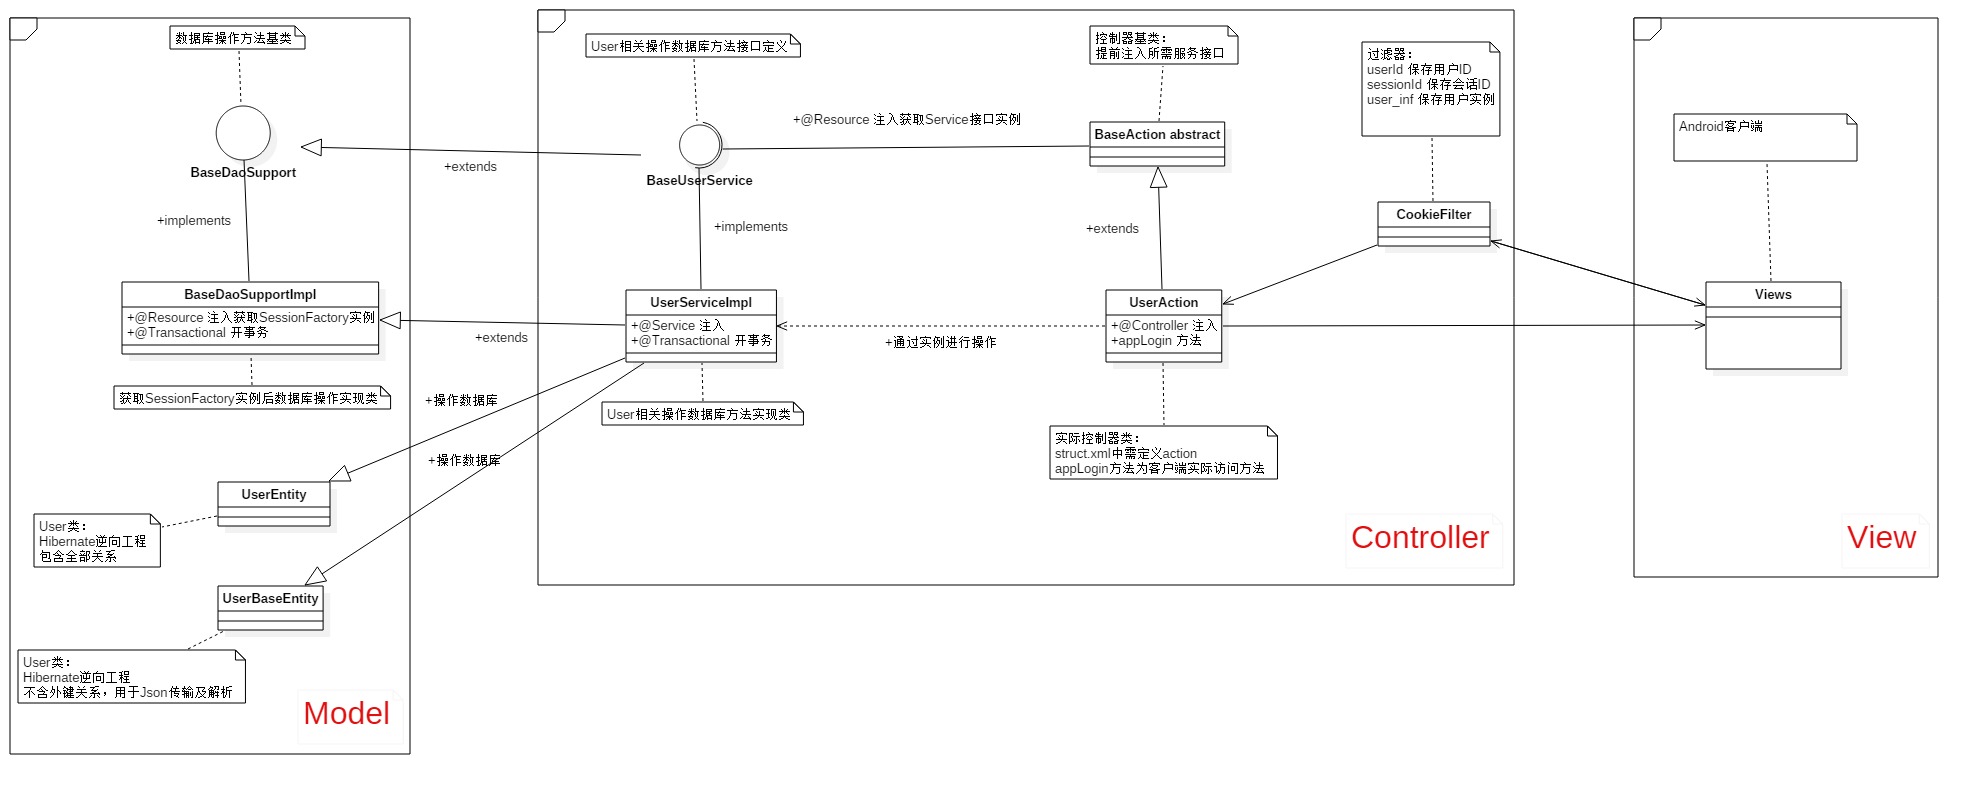 数据库操作方法基类
BaseDaoSupport
+implements
BaseDaoSupportImpl
+@Resource 注入获取SessionFactory实例
+@Transactional 开事务
获取SessionFactory实例后数据库操作实现类
UserEntity
User类：
Hibernate逆向工程
包含全部关系
UserBaseEntity
User类：
Hibernate逆向工程
不含外键关系，用于Json传输及解析
Model
+extends
+extends
+操作数据库
+操作数据库
User相关操作数据库方法接口定义
BaseUserService
+implements
UserServiceImpl
+@Service 注入
+@Transactional 开事务
User相关操作数据库方法实现类
+@Resource 注入获取Service接口实例
+通过实例进行操作
控制器基类：
提前注入所需服务接口
BaseAction abstract
+extends
UserAction
+@Controller 注入
+appLogin 方法
实际控制器类：
struct.xml中需定义action
appLogin方法为客户端实际访问方法
过滤器：
userId 保存用户ID
sessionId 保存会话ID
user_inf 保存用户实例
CookieFilter
Controller
Android客户端
Views
View